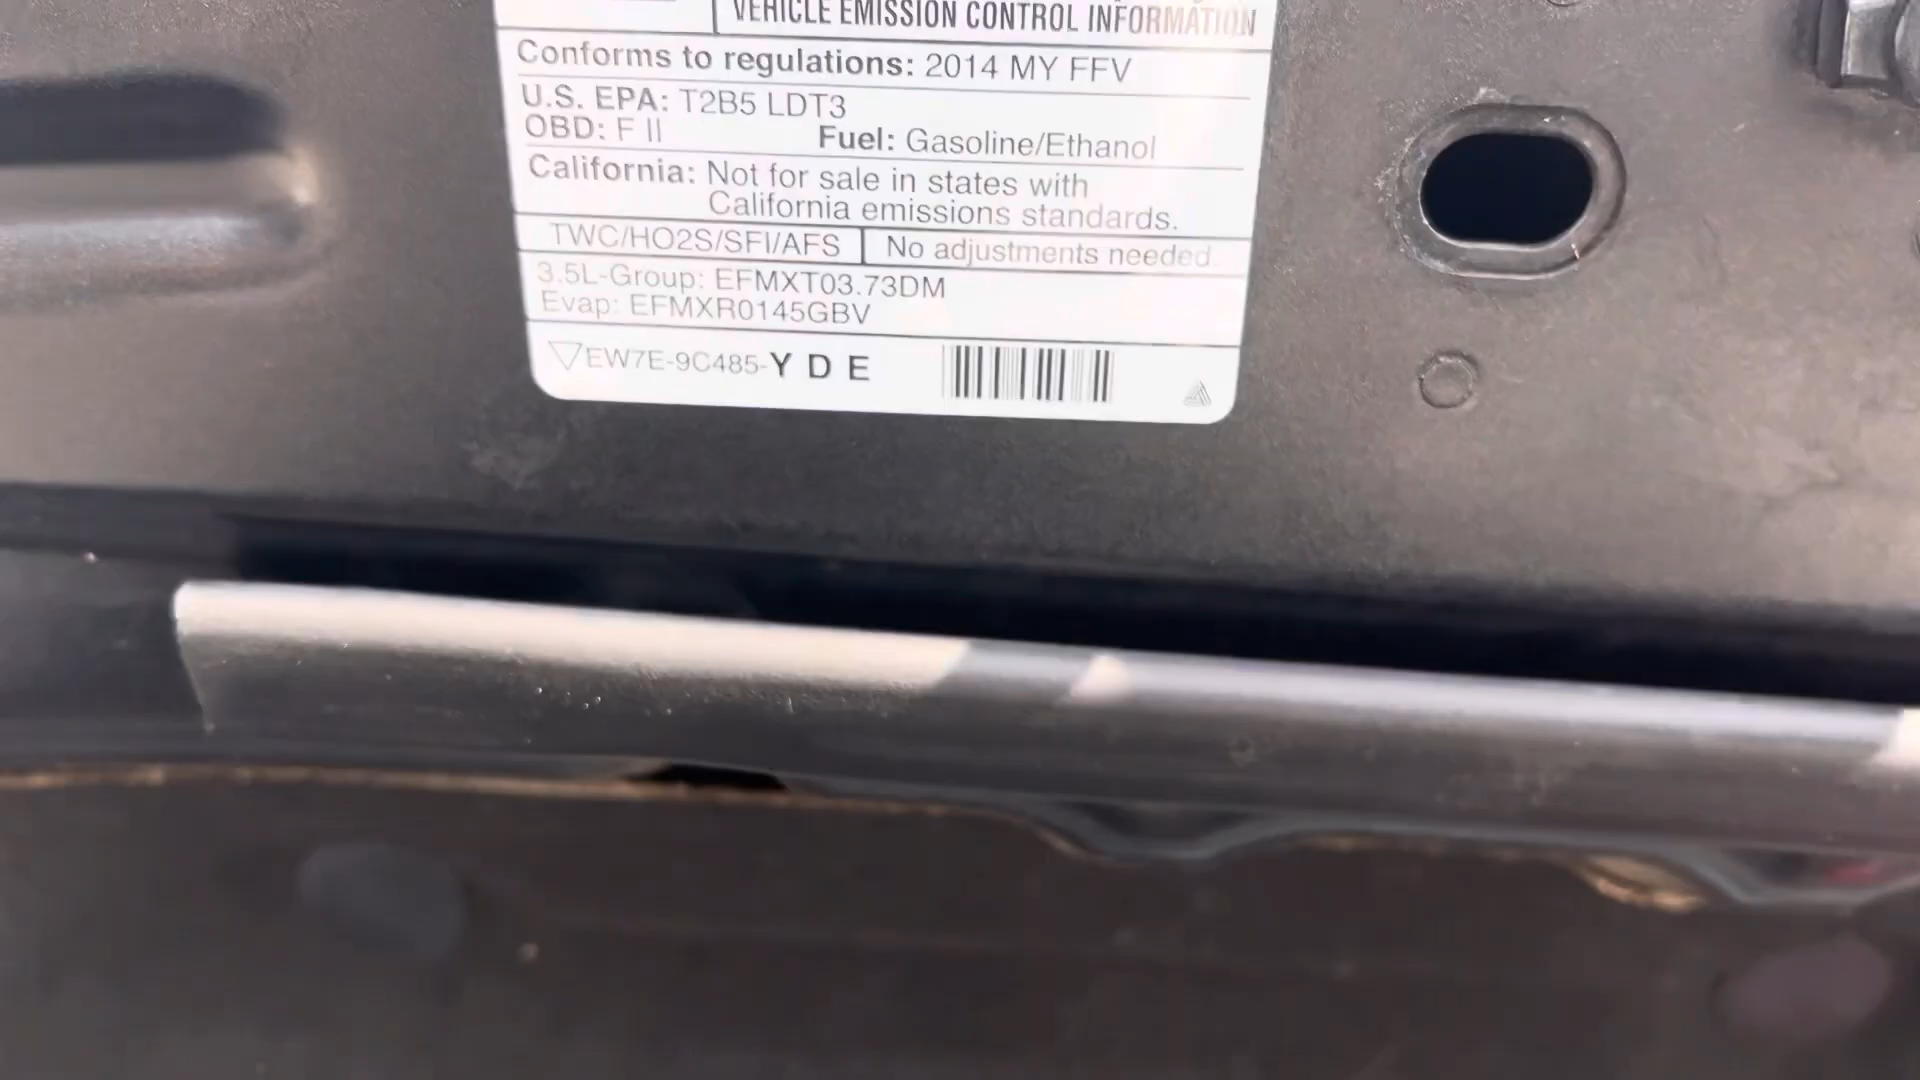 VEHICLE EMISSION CONTROL INFORMATION
Conforms to regulations: 2014 MY FFV
U.S. EPA: T2B5 LDT3
OBD: F II Fuel: Gasoline/Ethanol
California: Not for sale in states with
California emissions standards.
TWC/HO2S/SFI/AFS No adjustments needed.
3.5L-Group: EFMXT03.73DM
Evap: EFMXR0145GBV
EW7E-9C485-Y D E